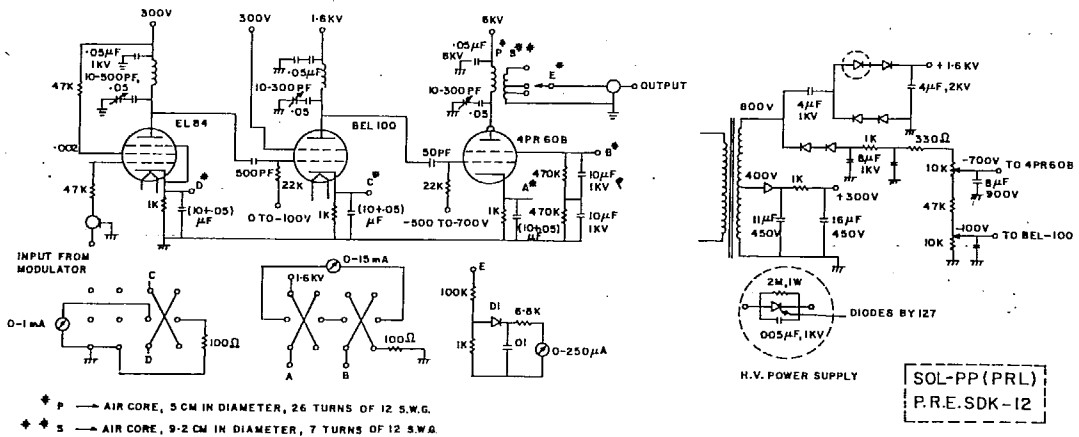 300V
300V
1·6KV
6KV
·05µF
1KV
10-500PF
·05
47K
EL84
·002
47K
D*
1K
(10+·05)
µF
INPUT FROM
MODULATOR
·05µF
10-300PF
·05
BEL100
500PF
22K
0 TO-100V
C*
1K
(10+·05)
µF
·05µF
6KV
P*
S**
E*
OUTPUT
10-300PF
·05
4PR60B
50PF
22K
-500 TO-700V
A*
1K
(10+·05)
µF
B*
470K
10µF
1KV
470K
10µF
1KV
800V
4µF
1KV
+1·6KV
4µF,2KV
1K
8µF
1KV
330Ω
10K
-700V
TO 4PR60B
8µF
900V
47K
-100V
TO BEL-100
10K
400V
1K
+300V
11µF
450V
16µF
450V
C
0-1mA
D
100Ω
0-15mA
1·6KV
100Ω
A
B
E
100K
D1
6·8K
1K
·01
0-250µA
2M,1W
DIODES BY127
·005µF,1KV
H.V. POWER SUPPLY
SOL-PP(PRL)
P.R.E.SDK-12
* P → AIR CORE, 5 CM IN DIAMETER, 26 TURNS OF 12 S.W.G.
** S → AIR CORE, 9·2 CM IN DIAMETER, 7 TURNS OF 12 S.W.G.